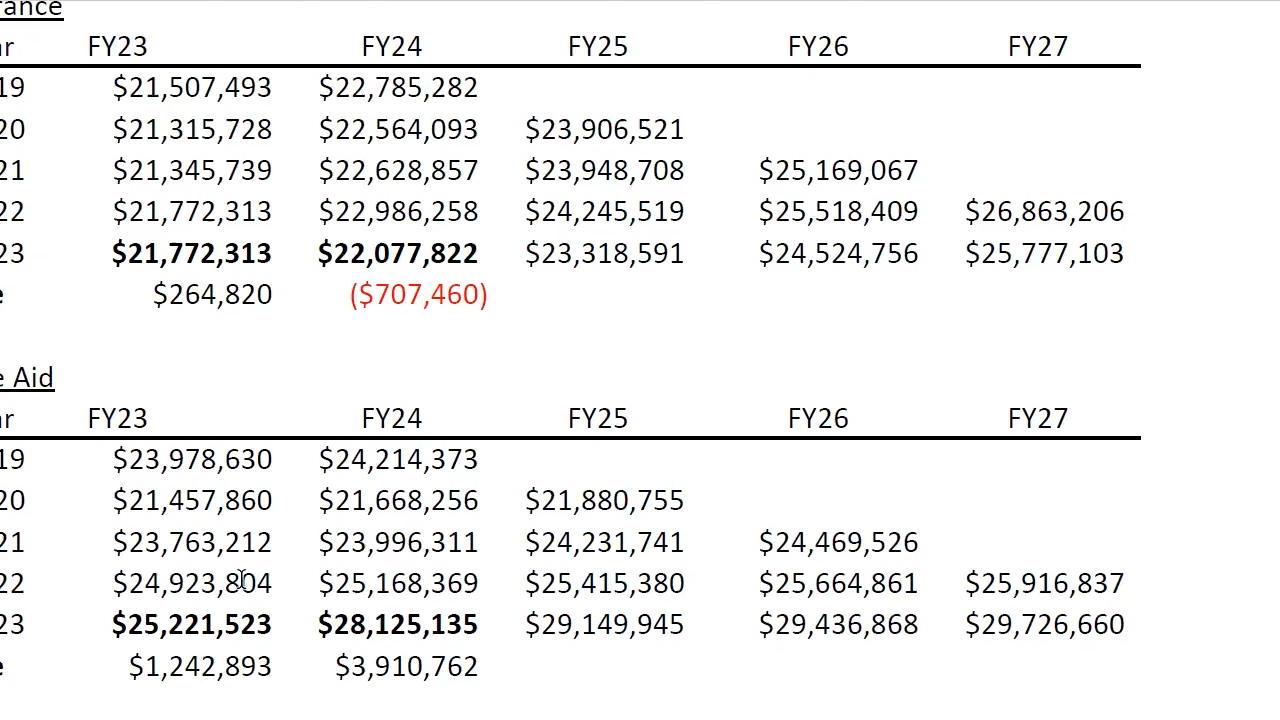 rance
ar FY23 FY24 FY25 FY26 FY27
19 $21,507,493 $22,785,282
20 $21,315,728 $22,564,093 $23,906,521
21 $21,345,739 $22,628,857 $23,948,708 $25,169,067
22 $21,772,313 $22,986,258 $24,245,519 $25,518,409 $26,863,206
23 $21,772,313 $22,077,822 $23,318,591 $24,524,756 $25,777,103
e $264,820 ($707,460)
e Aid
ar FY23 FY24 FY25 FY26 FY27
19 $23,978,630 $24,214,373
20 $21,457,860 $21,668,256 $21,880,755
21 $23,763,212 $23,996,311 $24,231,741 $24,469,526
22 $24,923,804 $25,168,369 $25,415,380 $25,664,861 $25,916,837
23 $25,221,523 $28,125,135 $29,149,945 $29,436,868 $29,726,660
e $1,242,893 $3,910,762